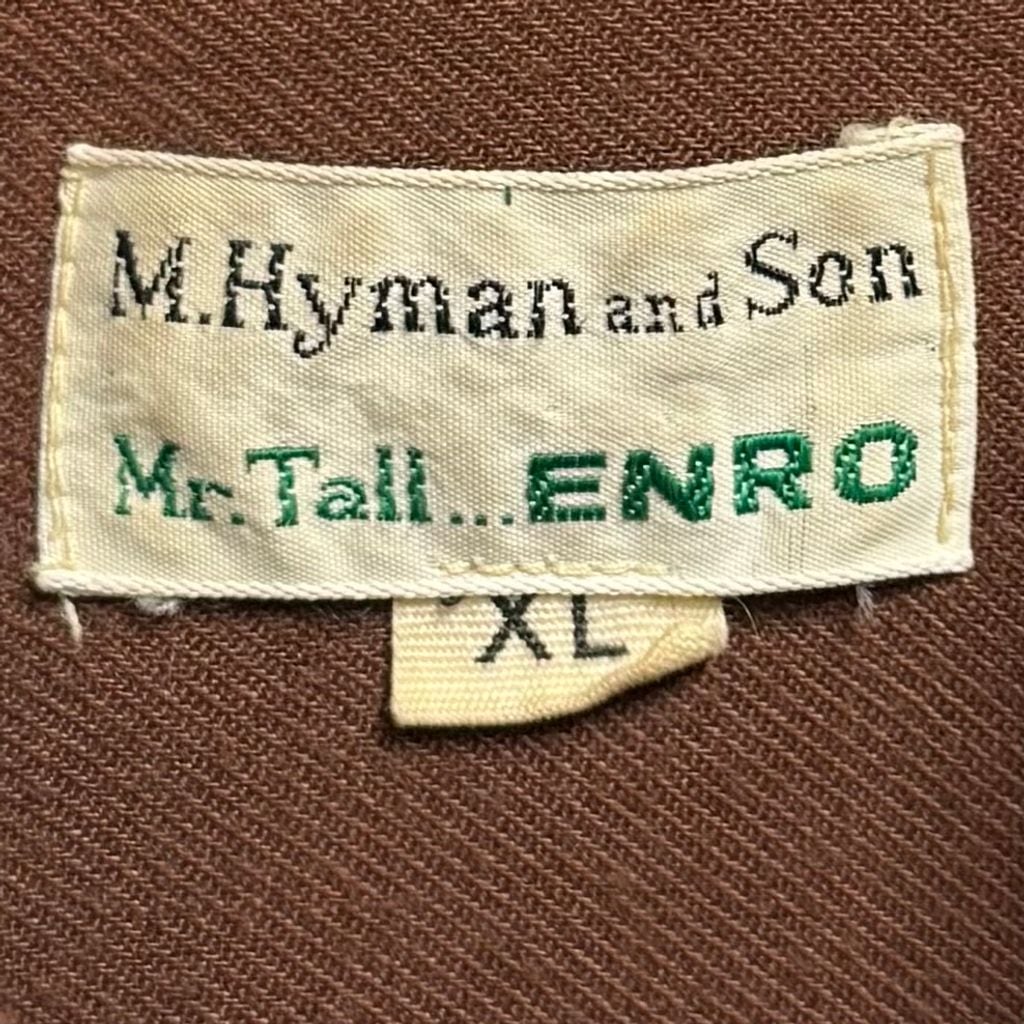 M. Hyman and Son
Mr. Tall... ENRO
XL